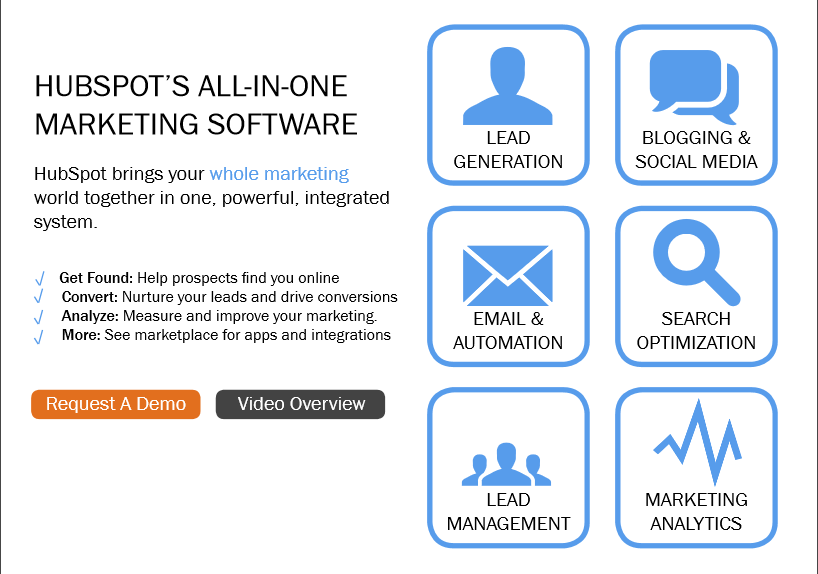 HUBSPOT’S ALL-IN-ONE
MARKETING SOFTWARE
HubSpot brings your whole marketing
world together in one, powerful, integrated
system.
Get Found: Help prospects find you online
Convert: Nurture your leads and drive conversions
Analyze: Measure and improve your marketing.
More: See marketplace for apps and integrations
Request A Demo
Video Overview
LEAD
GENERATION
BLOGGING &
SOCIAL MEDIA
EMAIL &
AUTOMATION
SEARCH
OPTIMIZATION
LEAD
MANAGEMENT
MARKETING
ANALYTICS